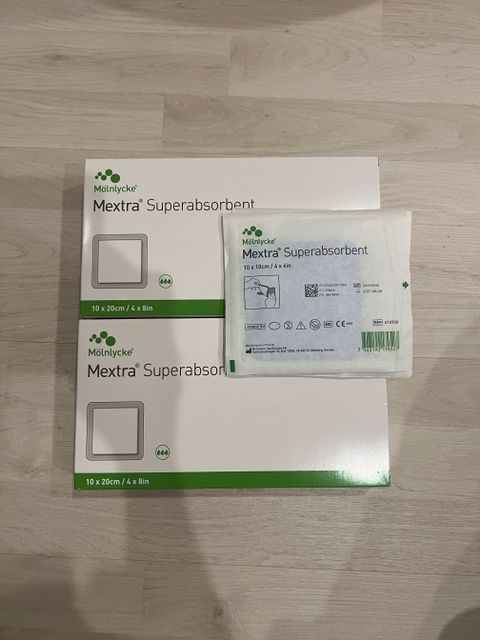 Mölnlycke®
Mextra® Superabsorbent
10 x 20cm / 4 x 8in
Mölnlycke®
Mextra® Superabsor
10 x 20cm / 4 x 8in
Mölnlycke®
Mextra® Superabsorbent
10 x 10cm / 4 x 4in